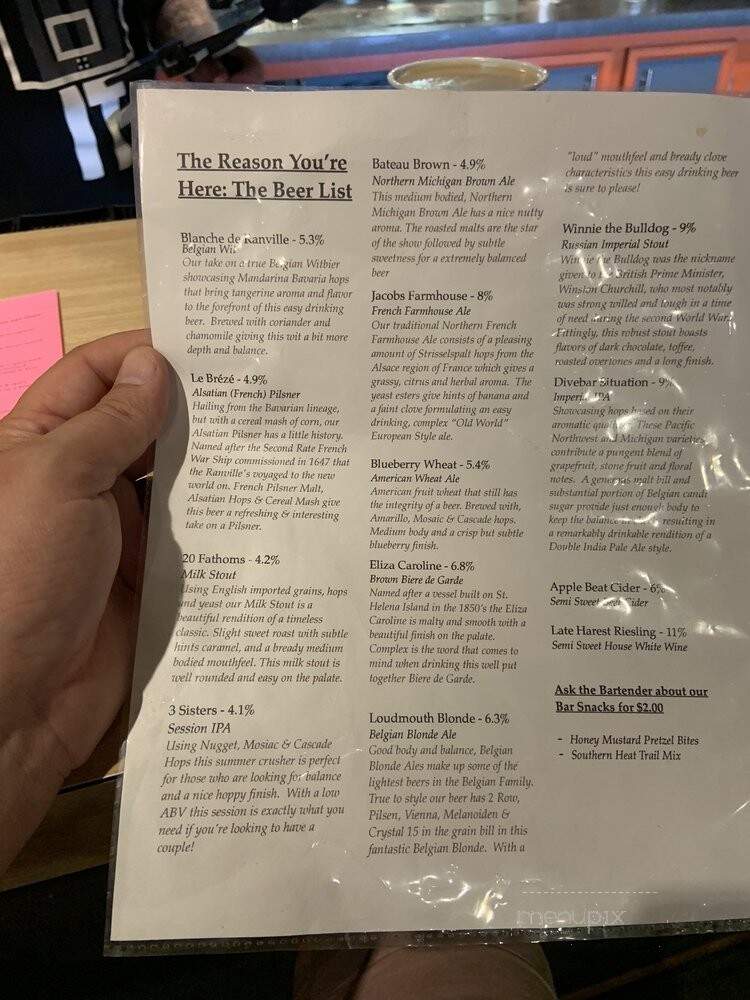 The Reason You're
Here: The Beer List
Blanche de Ranville - 5.3%
Belgian Wit
Our take on a true Belgian Witbier
showcasing Mandarina Bavaria hops
that bring tangerine aroma and flavor
to the forefront of this easy drinking
beer. Brewed with coriander and
chamomile giving this wit a bit more
depth and balance.
Le Brézé - 4.9%
Alsatian (French) Pilsner
Hailing from the Bavarian lineage,
but with a cereal mash of corn, our
Alsatian Pilsner has a little history.
Named after the Second Rate French
War Ship commissioned in 1647 that
the Ranville's voyaged to the new
world on. French Pilsner Malt,
Alsatian Hops & Cereal Mash give
this beer a refreshing & interesting
take on a Pilsner.
20 Fathoms - 4.2%
Milk Stout
Using English imported grains, hops
and yeast our Milk Stout is a
beautiful rendition of a timeless
classic. Slight sweet roast with subtle
hints caramel, and a bready medium
bodied mouthfeel. This milk stout is
well rounded and easy on the palate.
3 Sisters - 4.1%
Session IPA
Using Nugget, Mosiac & Cascade
Hops this summer crusher is perfect
for those who are looking for balance
and a nice hoppy finish. With a low
ABV this session is exactly what you
need if you're looking to have a
couple!
Bateau Brown - 4.9%
Northern Michigan Brown Ale
This medium bodied, Northern
Michigan Brown Ale has a nice nutty
aroma. The roasted malts are the star
of the show followed by subtle
sweetness for a extremely balanced
beer
Jacobs Farmhouse - 8%
French Farmhouse Ale
Our traditional Northern French
Farmhouse Ale consists of a pleasing
amount of Strisselspalt hops from the
Alsace region of France which gives a
grassy, citrus and herbal aroma. The
yeast esters give hints of banana and
a faint clove formulating an easy
drinking, complex "Old World"
European Style ale.
Blueberry Wheat - 5.4%
American Wheat Ale
American fruit wheat that still has
the integrity of a beer. Brewed with,
Amarillo, Mosaic & Cascade hops.
Medium body and a crisp but subtle
blueberry finish.
Eliza Caroline - 6.8%
Brown Biere de Garde
Named after a vessel built on St.
Helena Island in the 1850's the Eliza
Caroline is malty and smooth with a
beautiful finish on the palate.
Complex is the word that comes to
mind when drinking this well put
together Biere de Garde.
Loudmouth Blonde - 6.3%
Belgian Blonde Ale
Good body and balance, Belgian
Blonde Ales make up some of the
lightest beers in the Belgian Family.
True to style our beer has 2 Row,
Pilsen, Vienna, Melanoiden &
Crystal 15 in the grain bill in this
fantastic Belgian Blonde. With a
"loud" mouthfeel and bready clove
characteristics this easy drinking beer
is sure to please!
Winnie the Bulldog - 9%
Russian Imperial Stout
Winnie the Bulldog was the nickname
given to British Prime Minister,
Winston Churchill, who most notably
was strong willed and tough in a time
of need during the second World War.
Fittingly, this robust stout boasts
flavors of dark chocolate, toffee,
roasted overtones and a long finish.
Divebar Situation - 9%
Imperial IPA
Showcasing hops based on their
aromatic These Pacific
Northwest and Michigan varieties
contribute a pungent blend of
grapefruit, stone fruit and floral
notes. A generous malt bill and
substantial portion of Belgian candi
sugar provide just enough body to
keep the balance resulting in
a remarkably drinkable rendition of a
Double India Pale Ale style.
Apple Beat Cider - 6%
Semi Sweet Cider
Late Harest Riesling - 11%
Semi Sweet House White Wine
Ask the Bartender about our
Bar Snacks for $2.00
- Honey Mustard Pretzel Bites
- Southern Heat Trail Mix
menupix